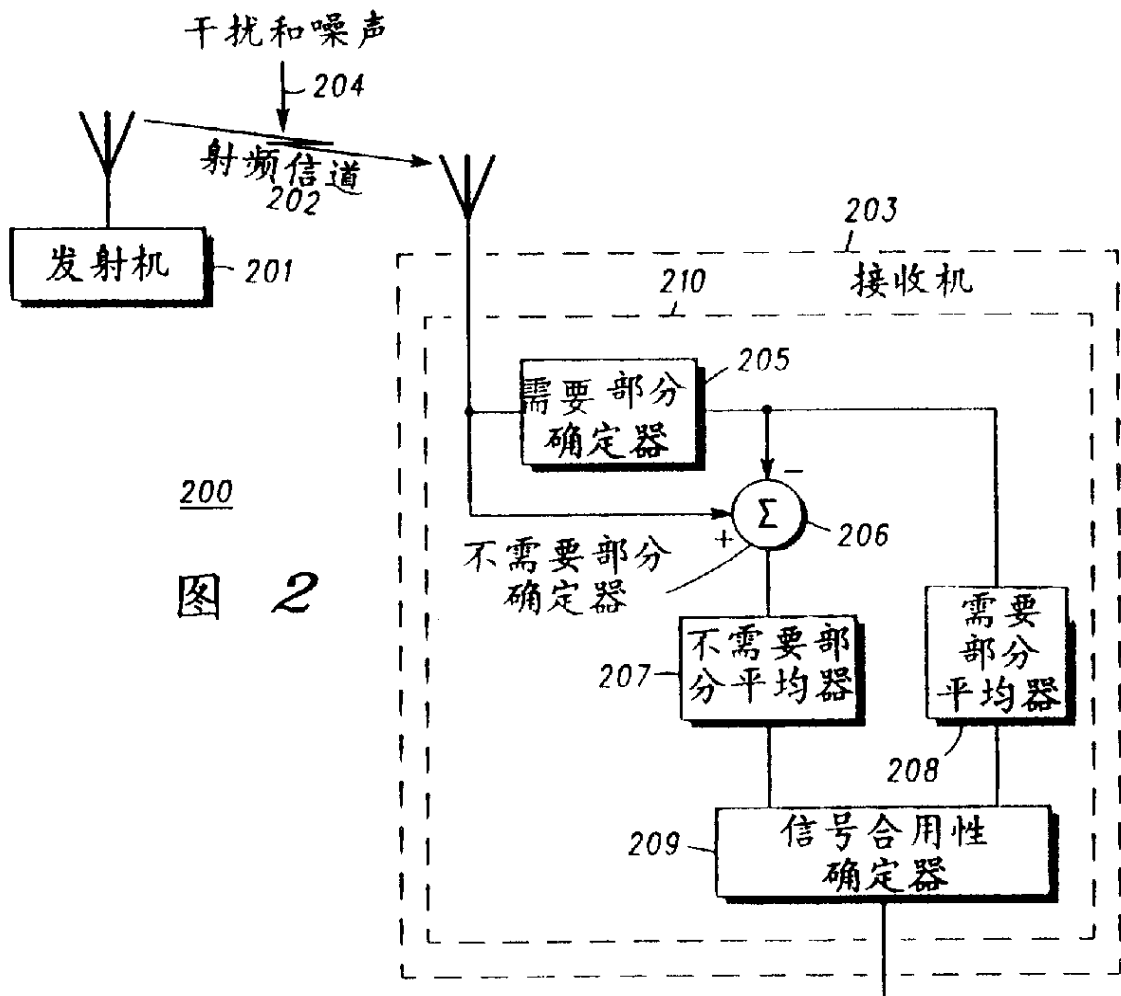 干扰和噪声
204
射频信道
202
发射机
201
203
接收机
210
205
需要部分
确定器
−
Σ
206
+
不需要部分
确定器
200
图 2
不需要部
分平均器
207
需要
部分
平均器
208
信号合用性
确定器
209